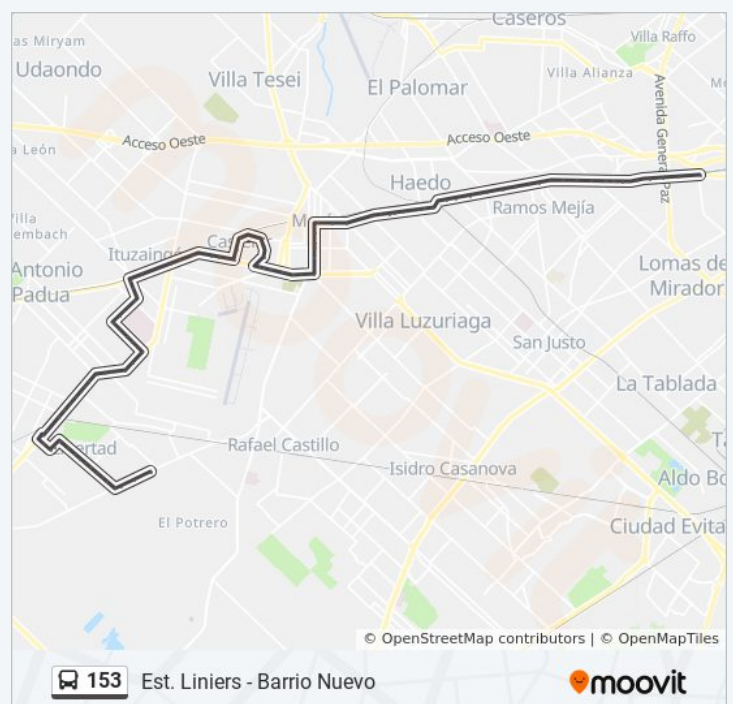 Caseros
as Miryam
Villa Raffo
Udaondo
Villa Tesei
Villa Alianza
El Palomar
Avenida General Paz
Acceso Oeste
Acceso Oeste
a León
Haedo
Ramos Mejía
Villa
embach
Ituzaingó
Antonio
Padua
Lomas de
Mirador
Villa Luzuriaga
San Justo
La Tablada
Libertad
Rafael Castillo
Isidro Casanova
Aldo Bo
El Potrero
Ciudad Evita
© OpenStreetMap contributors | © OpenMapTiles
153 Est. Liniers - Barrio Nuevo
moovit